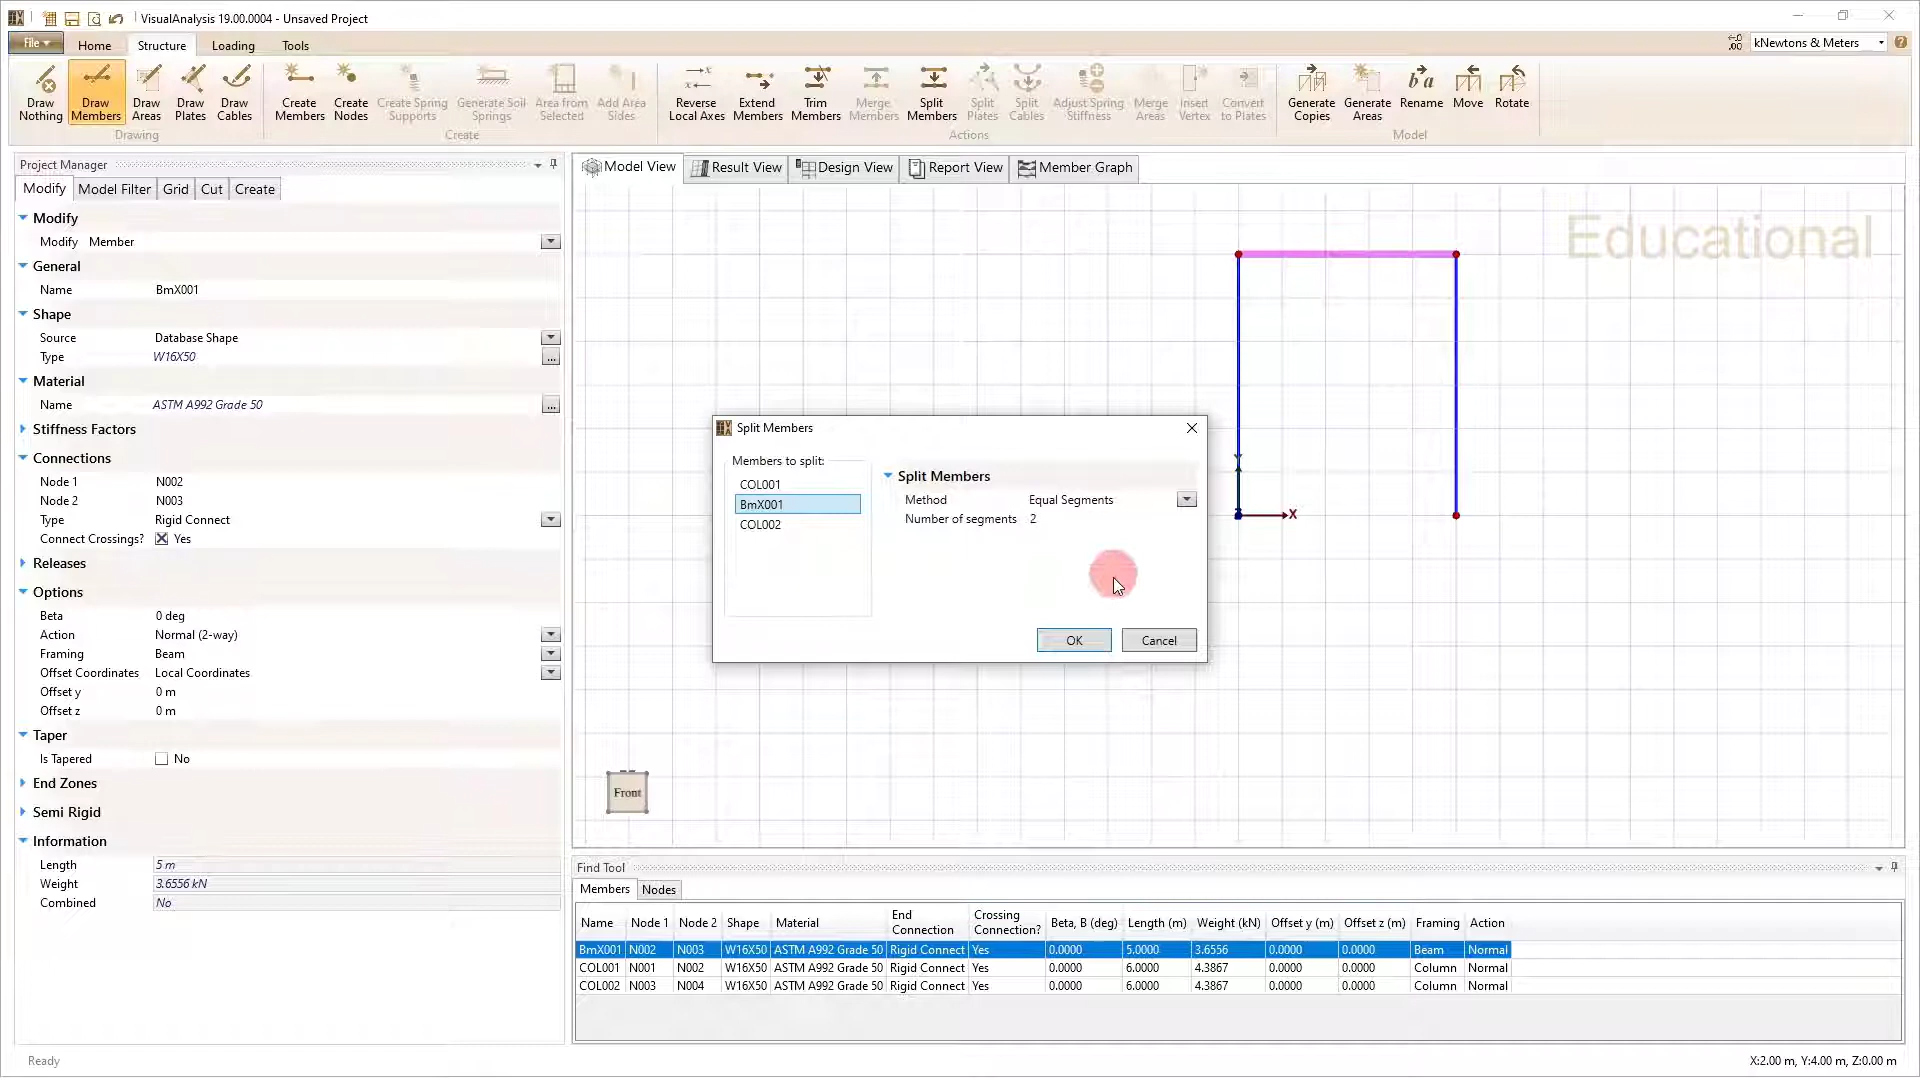 VisualAnalysis 19.00.0004 - Unsaved Project
File Home Structure Loading Tools
kNewtons & Meters
Draw Nothing
Draw Members
Draw Areas
Draw Plates
Draw Cables
Create Members
Create Nodes
Create Spring Supports
Generate Soil Springs
Area from Selected
Add Area Sides
Reverse Local Axes
Extend Members
Trim Members
Merge Members
Split Members
Split Plates
Split Cables
Adjust Spring Stiffness
Merge Areas
Insert Vertex
Convert to Plates
Generate Copies
Generate Areas
Rename
Move
Rotate
Drawing Create Actions Model
Project Manager
Modify Model Filter Grid Cut Create
Modify
Modify Member
General
Name BmX001
Shape
Source Database Shape
Type W16X50
...
Material
Name ASTM A992 Grade 50
...
Stiffness Factors
Connections
Node 1 N002
Node 2 N003
Type Rigid Connect
Connect Crossings? Yes
Releases
Options
Beta 0 deg
Action Normal (2-way)
Framing Beam
Offset Coordinates Local Coordinates
Offset y 0 m
Offset z 0 m
Taper
Is Tapered No
End Zones
Semi Rigid
Information
Length 5 m
Weight 3.6556 kN
Combined No
Model View Result View Design View Report View Member Graph
Educational
Y
X
Front
Split Members
Members to split:
COL001
BmX001
COL002
Split Members
Method Equal Segments
Number of segments 2
OK Cancel
Find Tool
Members Nodes
Name Node 1 Node 2 Shape Material End Connection Crossing Connection? Beta, B (deg) Length (m) Weight (kN) Offset y (m) Offset z (m) Framing Action
BmX001 N002 N003 W16X50 ASTM A992 Grade 50 Rigid Connect Yes 0.0000 5.0000 3.6556 0.0000 0.0000 Beam Normal
COL001 N001 N002 W16X50 ASTM A992 Grade 50 Rigid Connect Yes 0.0000 6.0000 4.3867 0.0000 0.0000 Column Normal
COL002 N003 N004 W16X50 ASTM A992 Grade 50 Rigid Connect Yes 0.0000 6.0000 4.3867 0.0000 0.0000 Column Normal
Ready
X:2.00 m, Y:4.00 m, Z:0.00 m